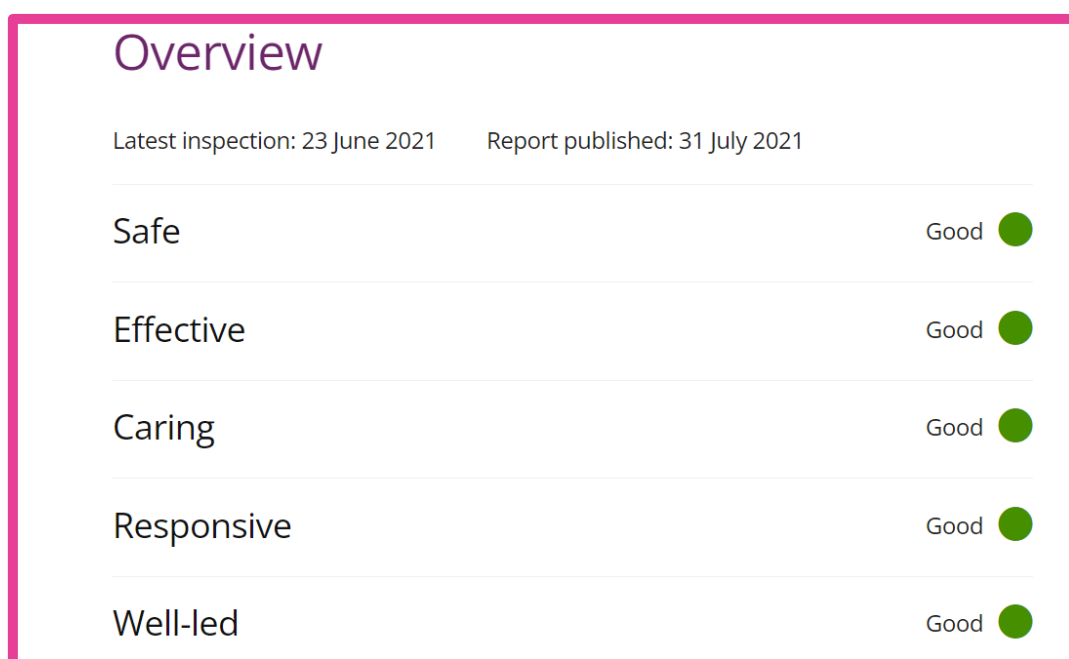 Overview
Latest inspection: 23 June 2021 Report published: 31 July 2021
Safe Good
Effective Good
Caring Good
Responsive Good
Well-led Good